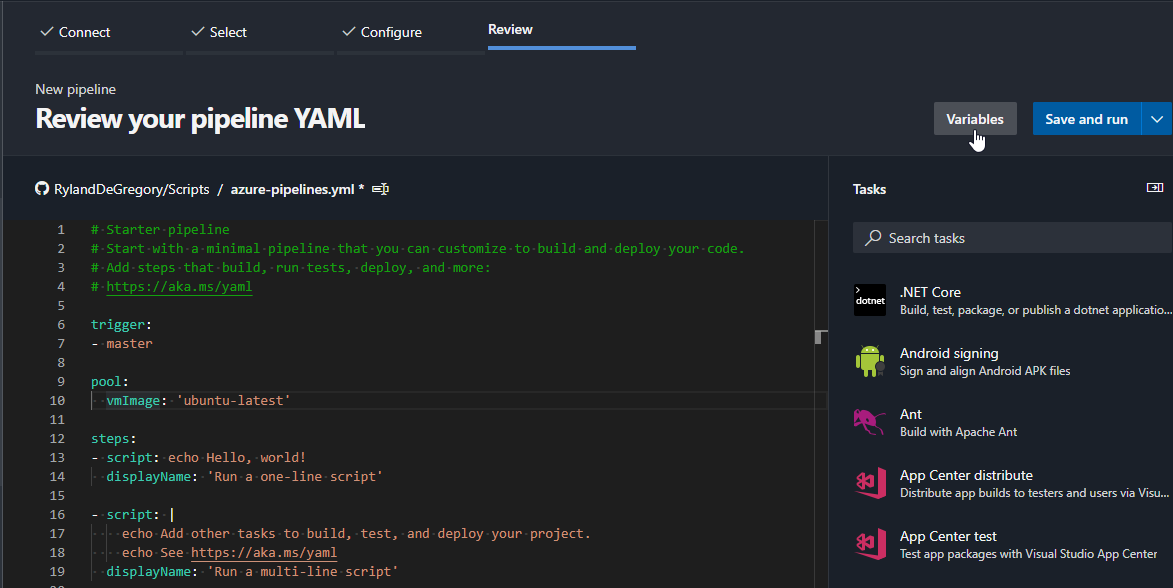 Connect
Select
Configure
Review
New pipeline
Review your pipeline YAML
Variables
Save and run
RylandDeGregory/Scripts / azure-pipelines.yml *
1 # Starter pipeline
2 # Start with a minimal pipeline that you can customize to build and deploy your code.
3 # Add steps that build, run tests, deploy, and more:
4 # https://aka.ms/yaml
5
6 trigger:
7 - master
8
9 pool:
10 vmImage: 'ubuntu-latest'
11
12 steps:
13 - script: echo Hello, world!
14 displayName: 'Run a one-line script'
15
16 - script: |
17 echo Add other tasks to build, test, and deploy your project.
18 echo See https://aka.ms/yaml
19 displayName: 'Run a multi-line script'
20
Tasks
Search tasks
dotnet
.NET Core
Build, test, package, or publish a dotnet applicatio...
Android signing
Sign and align Android APK files
Ant
Build with Apache Ant
App Center distribute
Distribute app builds to testers and users via Visu...
App Center test
Test app packages with Visual Studio App Center